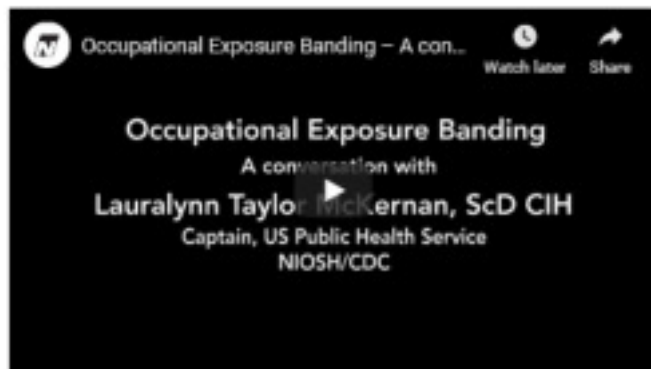 Occupational Exposure Banding – A con...
Watch later
Share
Occupational Exposure Banding
A conversation with
Lauralynn Taylor McKernan, ScD CIH
Captain, US Public Health Service
NIOSH/CDC